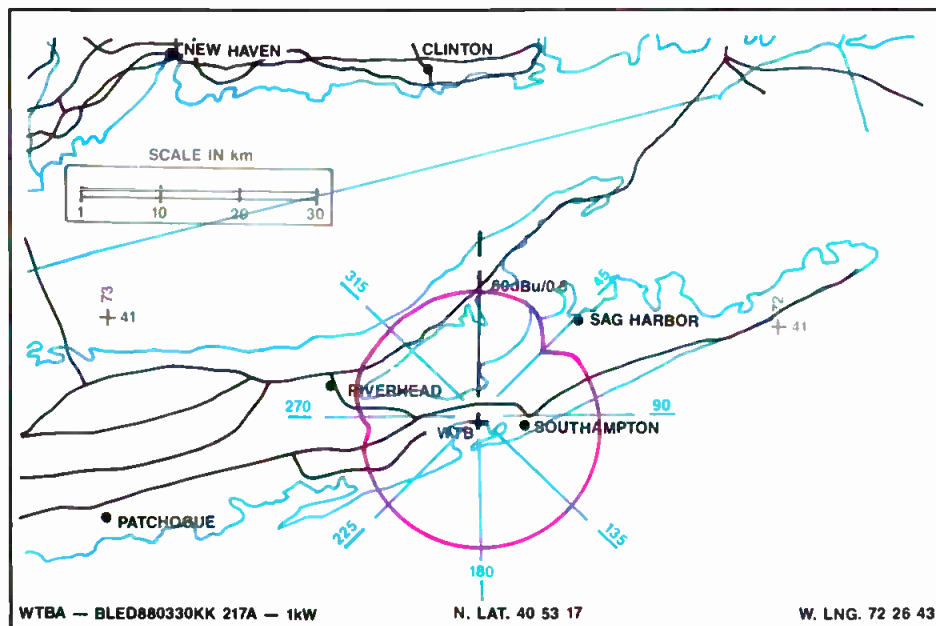 NEW HAVEN
CLINTON
SCALE IN km
1 10 20 30
315
60dBu/0.5
45
73
41
SAG HARBOR
72
41
RIVERHEAD
270
90
WTB
SOUTHAMPTON
PATCHOGUE
225
135
180
WTBA — BLED880330KK 217A — 1kW
N. LAT. 40 53 17
W. LNG. 72 26 43